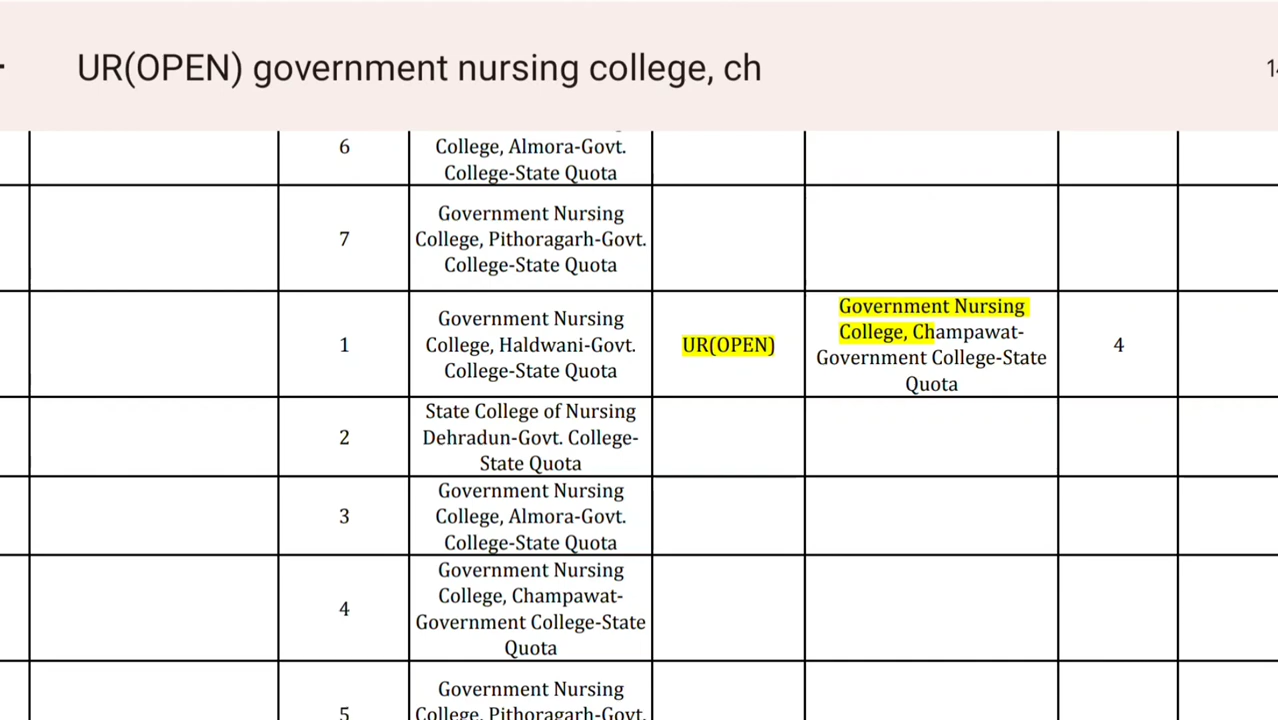 UR(OPEN) government nursing college, ch
6
College, Almora-Govt.
College-State Quota
7
Government Nursing
College, Pithoragarh-Govt.
College-State Quota
1
Government Nursing
College, Haldwani-Govt.
College-State Quota
UR(OPEN)
Government Nursing
College, Champawat-
Government College-State
Quota
4
2
State College of Nursing
Dehradun-Govt. College-
State Quota
3
Government Nursing
College, Almora-Govt.
College-State Quota
4
Government Nursing
College, Champawat-
Government College-State
Quota
5
Government Nursing
College, Pithoragarh-Govt.